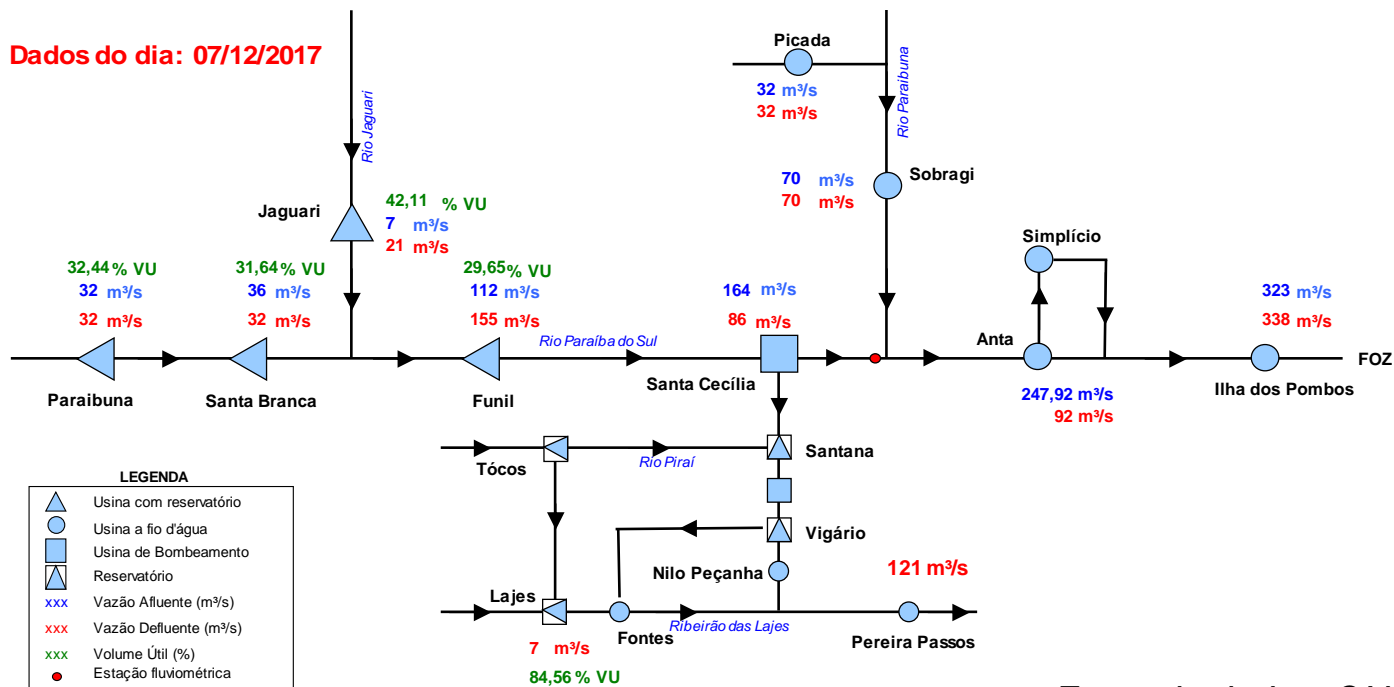 Dados do dia: 07/12/2017
Picada
32 m³/s
32 m³/s
Rio Jaguari
Rio Paraibuna
Sobragi
70 m³/s
70 m³/s
Jaguari
42,11 % VU
7 m³/s
21 m³/s
Simplício
32,44 % VU
32 m³/s
32 m³/s
31,64 % VU
36 m³/s
32 m³/s
29,65 % VU
112 m³/s
155 m³/s
164 m³/s
86 m³/s
323 m³/s
338 m³/s
Rio Paraíba do Sul
Anta
FOZ
Paraibuna
Santa Branca
Funil
Santa Cecília
247,92 m³/s
92 m³/s
Ilha dos Pombos
Tócos
Rio Piraí
Santana
Vigário
Nilo Peçanha
121 m³/s
Lajes
Fontes
Ribeirão das Lajes
Pereira Passos
7 m³/s
84,56 % VU
LEGENDA
Usina com reservatório
Usina a fio d'água
Usina de Bombeamento
Reservatório
xxx Vazão Afluente (m³/s)
xxx Vazão Defluente (m³/s)
xxx Volume Útil (%)
Estação fluviométrica